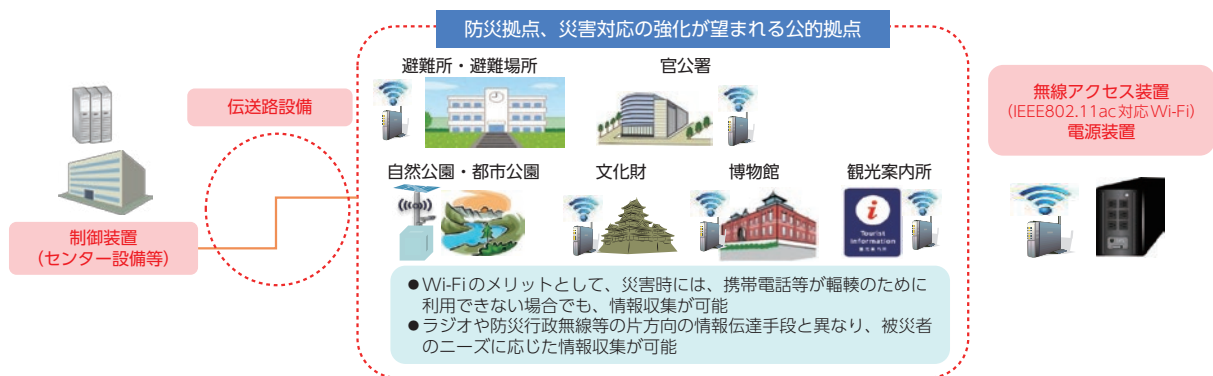 防災拠点、災害対応の強化が望まれる公的拠点
避難所・避難場所
官公署
伝送路設備
無線アクセス装置
(IEEE802.11ac対応Wi-Fi)
電源装置
自然公園・都市公園
文化財
博物館
観光案内所
i
Tourist
Information
観光案内所
制御装置
（センター設備等）
●Wi-Fiのメリットとして、災害時には、携帯電話等が輻輳のために
利用できない場合でも、情報収集が可能
●ラジオや防災行政無線等の片方向の情報伝達手段と異なり、被災者
のニーズに応じた情報収集が可能